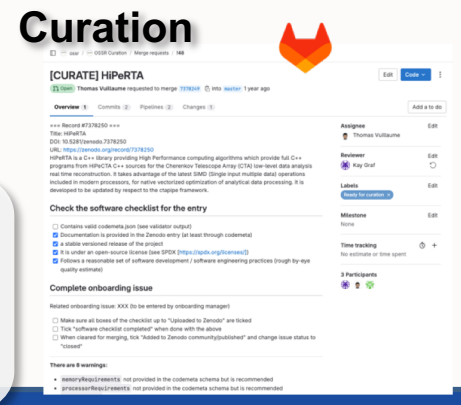 Curation
user / ··· / OSSR Curation / Merge requests / 148
[CURATE] HiPeRTA
Edit
Code
Open Thomas Vuillaume requested to merge 7378249 into master 1 year ago
Overview 1 Commits 2 Pipelines 2 Changes 1
Add a to do
=== Record #7378250 ===
Title: HiPeRTA
DOI: 10.5281/zenodo.7378250
URL: https://zenodo.org/record/7378250
HiPeRTA is a C++ library providing High Performance computing algorithms which provide full C++
programs from HiPeCTA C++ sources for the Cherenkov Telescope Array (CTA) low-level data analysis
real time reconstruction. It takes advantage of the latest SIMD (Single input multiple data) operations
included in modern processors, for native vectorized optimization of analytical data processing. It is
developed to be updated by respect to the ctapipe framework.
Check the software checklist for the entry
Contains valid codemeta.json (see validator output)
Documentation is provided in the Zenodo entry (at least through codemeta)
a stable versioned release of the project
It is under an open-source license (see SPDX [https://spdx.org/licenses/])
Follows a reasonable set of software development / software engineering practices (rough by-eye
quality estimate)
Complete onboarding issue
Related onboarding issue: XXX (to be entered by onboarding manager)
Make sure all boxes of the checklist up to "Uploaded to Zenodo" are ticked
Tick "software checklist completed" when done with the above
When cleared for merging, tick "Added to Zenodo community/published" and change issue status to
"closed"
There are 8 warnings:
• memoryRequirements not provided in the codemeta schema but is recommended
• processorRequirements not provided in the codemeta schema but is recommended
Assignee Edit
Thomas Vuillaume
Reviewer Edit
Kay Graf
Labels Edit
Ready for curation ×
Milestone Edit
None
Time tracking
No estimate or time spent
3 Participants